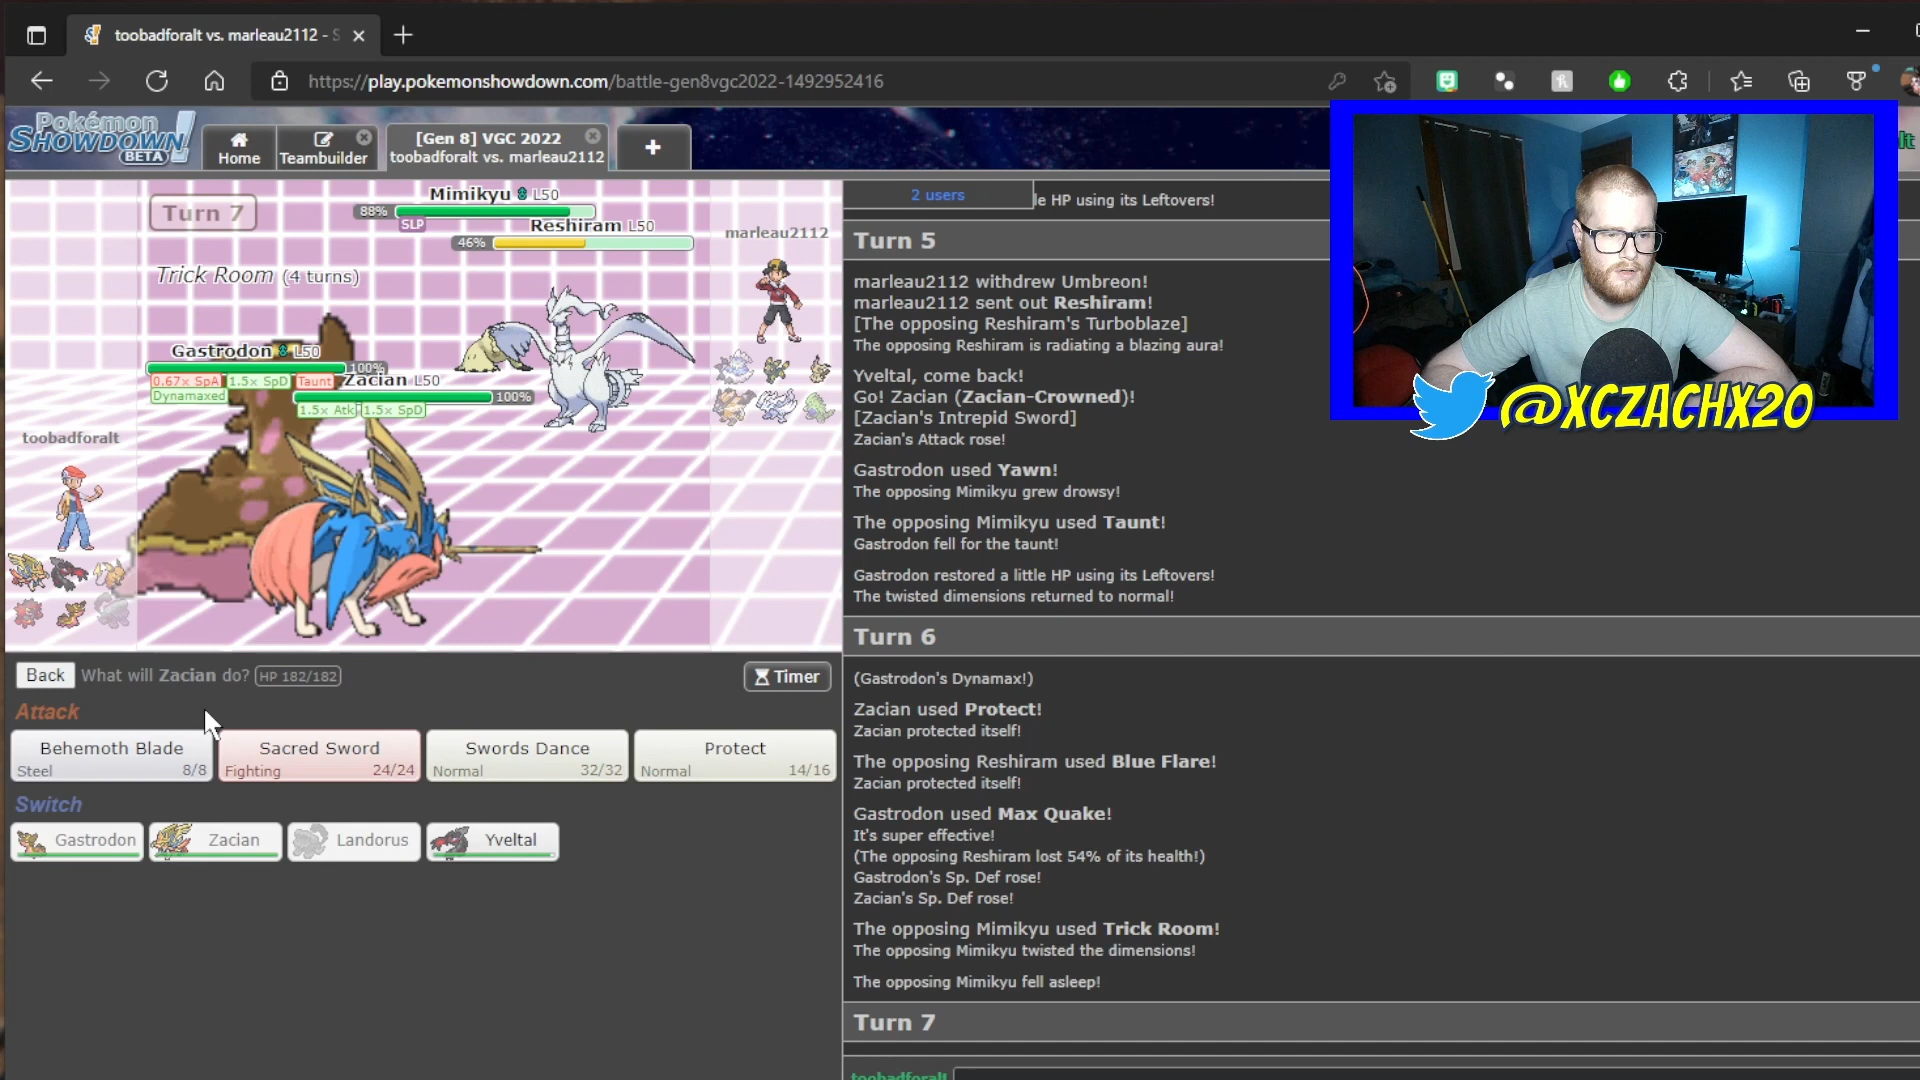 toobadforalt vs. marleau2112 - S
https://play.pokemonshowdown.com/battle-gen8vgc2022-1492952416
Pokémon
SHOWDOWN!
BETA
Home
Teambuilder
[Gen 8] VGC 2022
toobadforalt vs. marleau2112
lt
Turn 7
Mimikyu L50
88%
SLP
Reshiram L50
46%
marleau2112
Trick Room (4 turns)
Gastrodon L50
100%
0.67x SpA 1.5x SpD Taunt
Dynamaxed
Zacian L50
100%
1.5x Atk 1.5x SpD
toobadforalt
Back What will Zacian do? HP 182/182
Timer
Attack
Behemoth Blade
Steel 8/8
Sacred Sword
Fighting 24/24
Swords Dance
Normal 32/32
Protect
Normal 14/16
Switch
Gastrodon Zacian Landorus Yveltal
2 users
le HP using its Leftovers!
Turn 5
marleau2112 withdrew Umbreon!
marleau2112 sent out Reshiram!
[The opposing Reshiram's Turboblaze]
The opposing Reshiram is radiating a blazing aura!
Yveltal, come back!
Go! Zacian (Zacian-Crowned)!
[Zacian's Intrepid Sword]
Zacian's Attack rose!
Gastrodon used Yawn!
The opposing Mimikyu grew drowsy!
The opposing Mimikyu used Taunt!
Gastrodon fell for the taunt!
Gastrodon restored a little HP using its Leftovers!
The twisted dimensions returned to normal!
Turn 6
(Gastrodon's Dynamax!)
Zacian used Protect!
Zacian protected itself!
The opposing Reshiram used Blue Flare!
Zacian protected itself!
Gastrodon used Max Quake!
It's super effective!
(The opposing Reshiram lost 54% of its health!)
Gastrodon's Sp. Def rose!
Zacian's Sp. Def rose!
The opposing Mimikyu used Trick Room!
The opposing Mimikyu twisted the dimensions!
The opposing Mimikyu fell asleep!
Turn 7
toobadforalt
@XCZACHX20